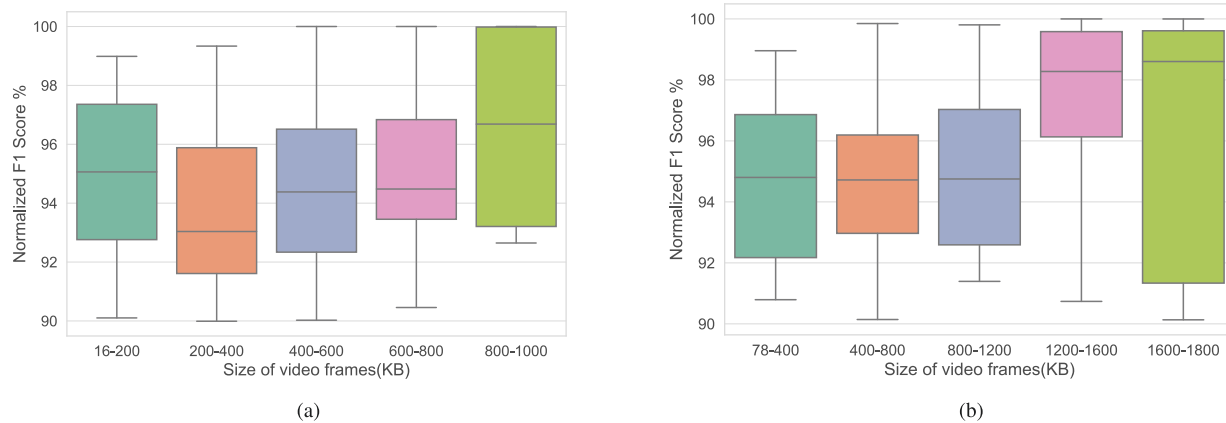 Normalized F1 Score %
100
98
96
94
92
90
16-200 200-400 400-600 600-800 800-1000
Size of video frames(KB)
(a)
Normalized F1 Score %
100
98
96
94
92
90
78-400 400-800 800-1200 1200-1600 1600-1800
Size of video frames(KB)
(b)